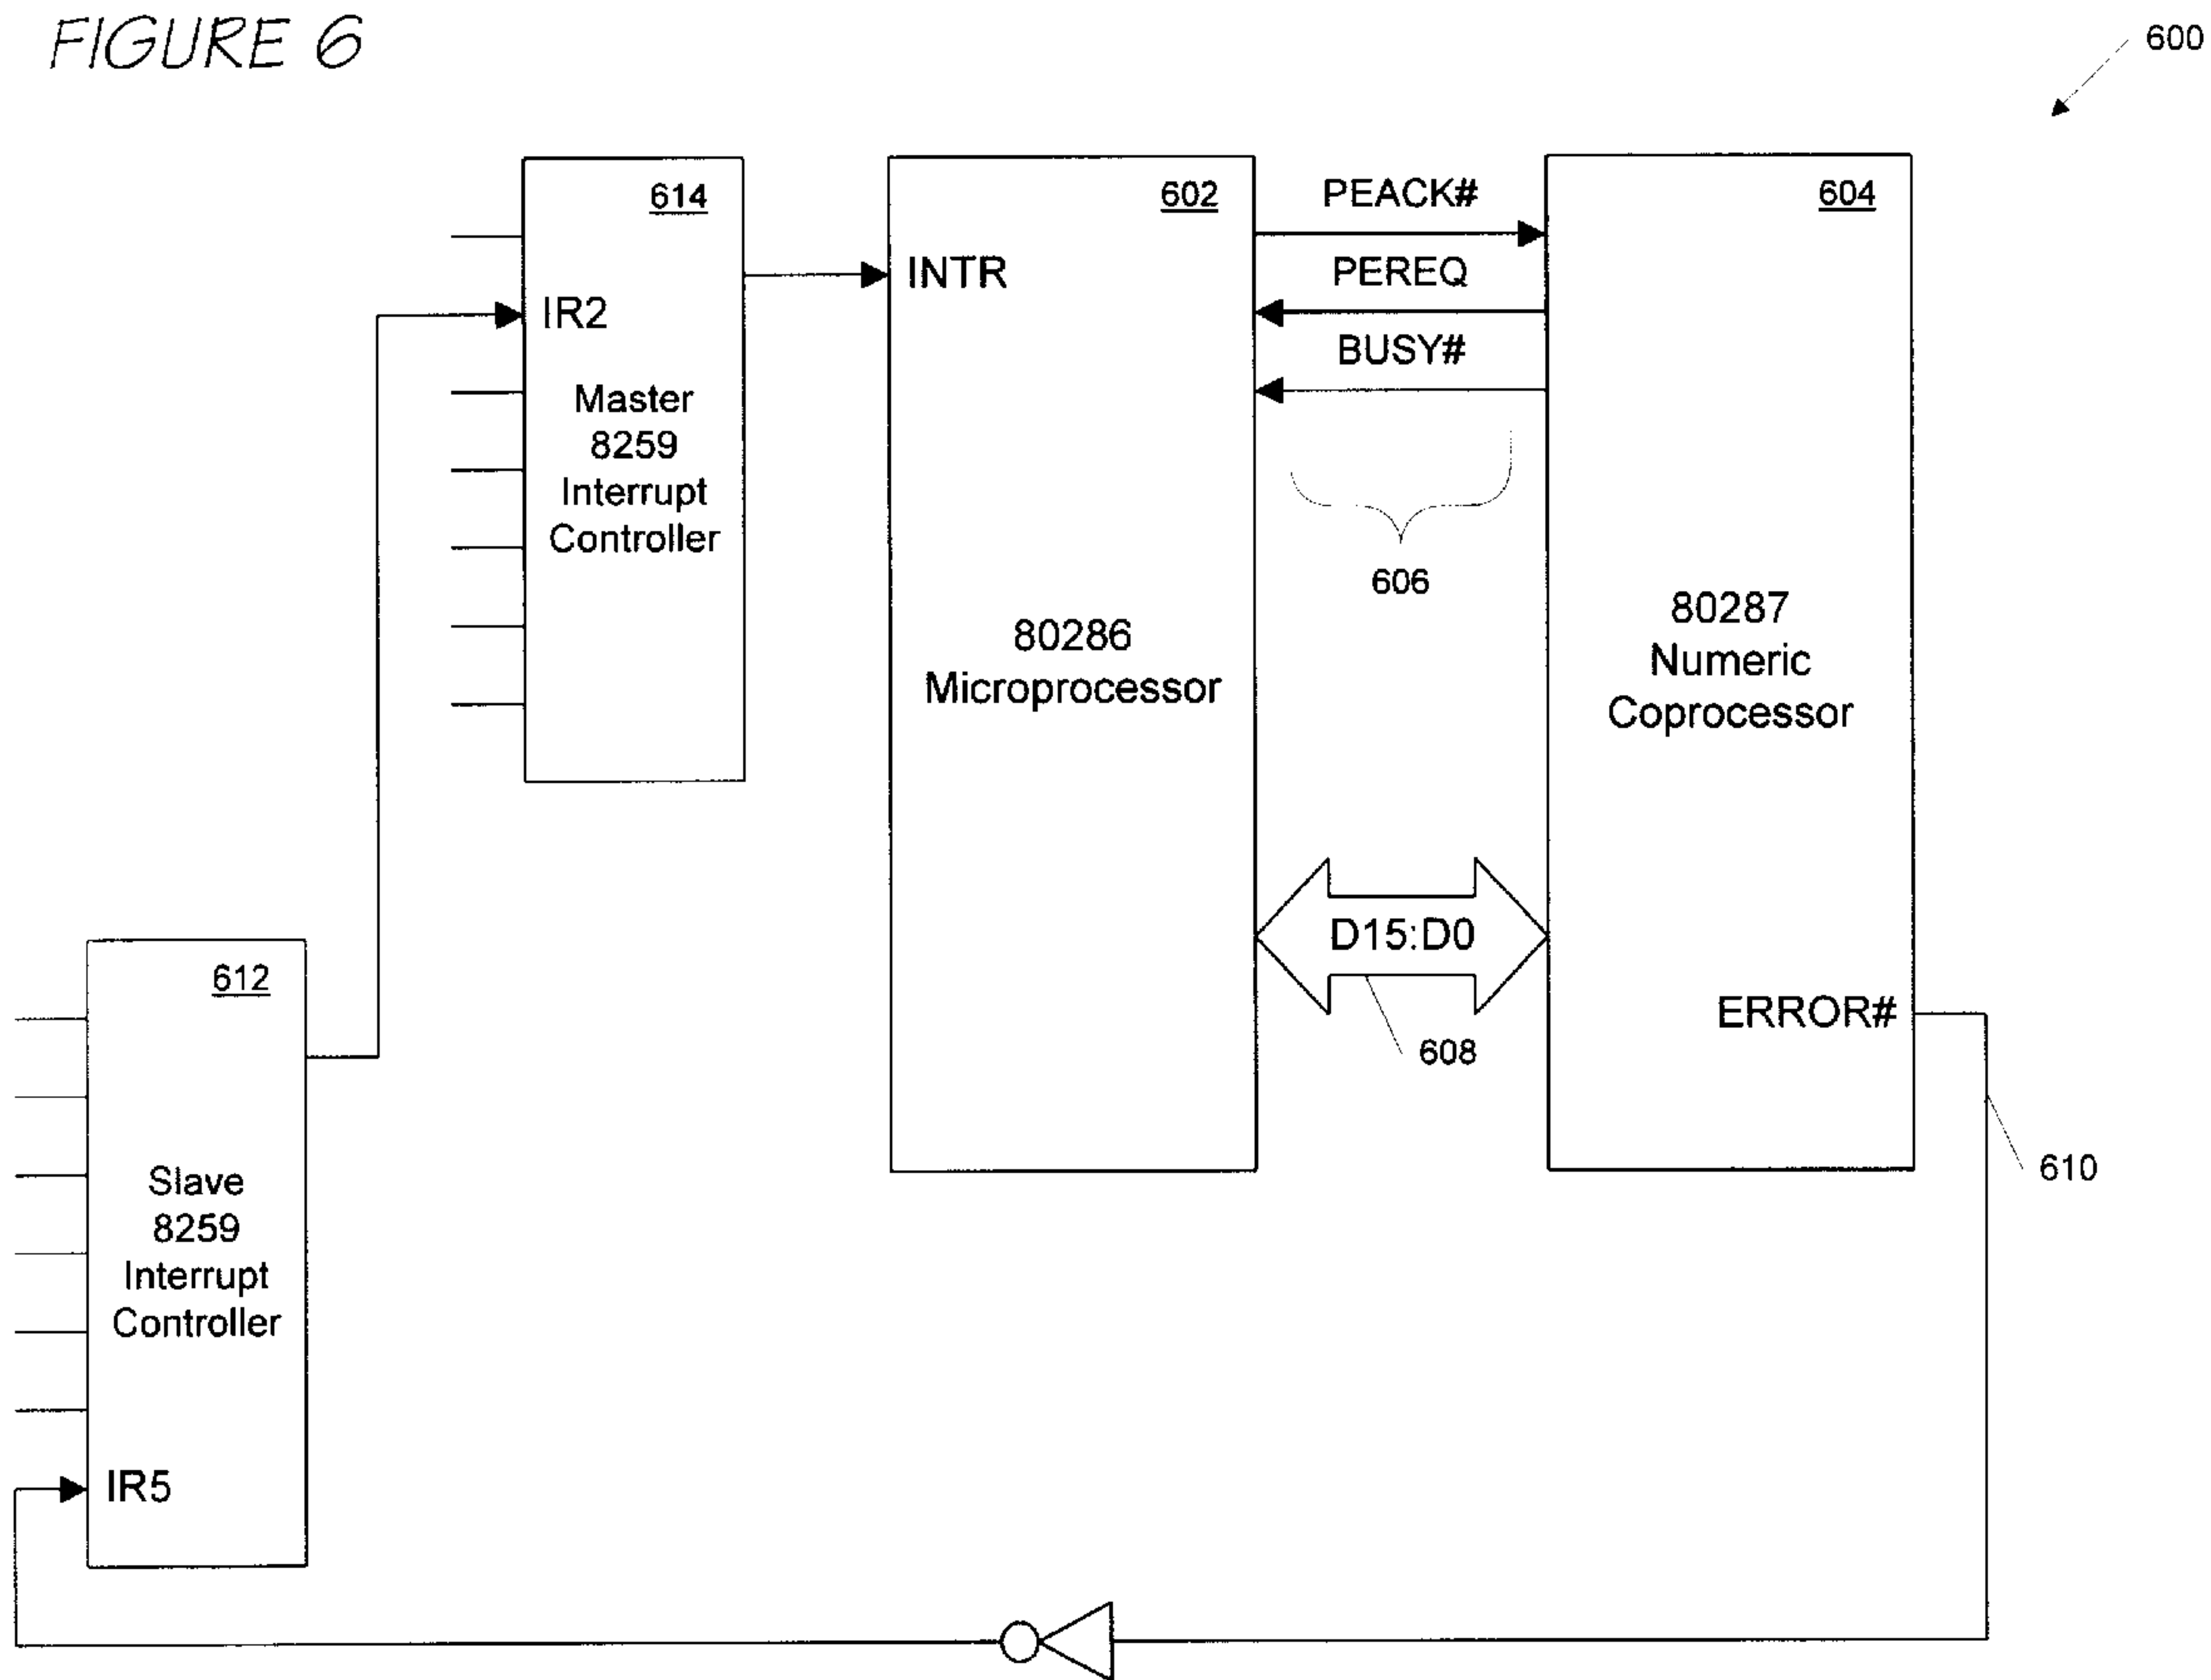 FIGURE 6
600
614
IR2
Master
8259
Interrupt
Controller
602
INTR
80286
Microprocessor
PEACK#
PEREQ
BUSY#
606
D15:D0
608
604
80287
Numeric
Coprocessor
ERROR#
610
612
Slave
8259
Interrupt
Controller
IR5